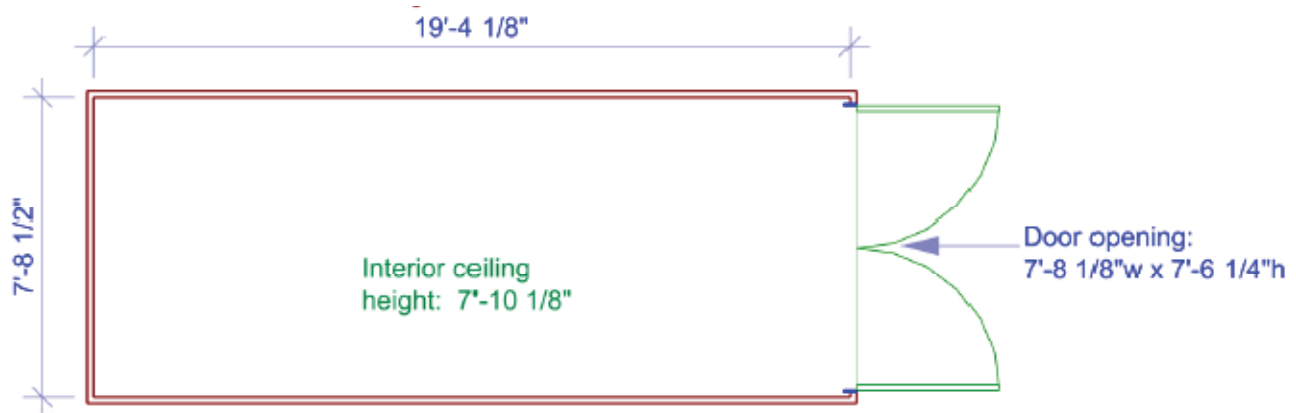 19'-4 1/8"
7'-8 1/2"
Interior ceiling
height: 7"-10 1/8"
Door opening:
7'-8 1/8"w x 7'-6 1/4"h